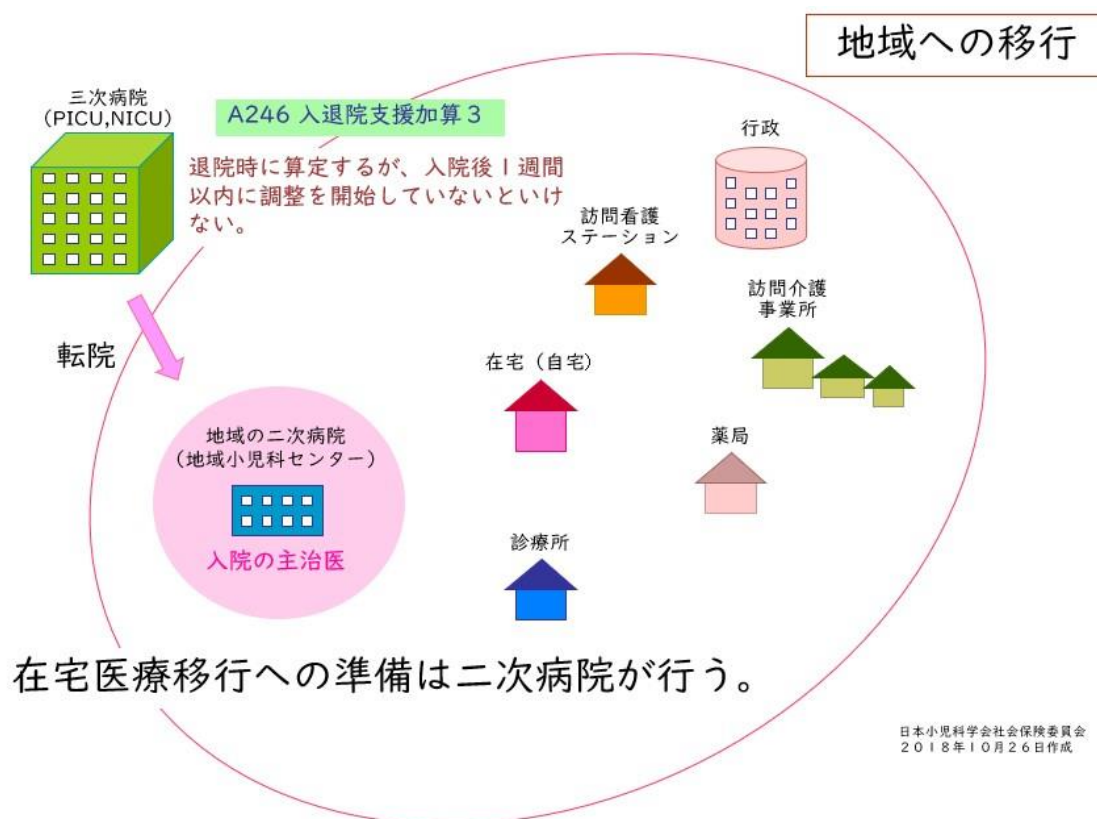 地域への移行
三次病院
(PICU,NICU)
A246 入退院支援加算3
退院時に算定するが、入院後1週間
以内に調整を開始していないといけ
ない。
行政
訪問看護
ステーション
訪問介護
事業所
転院
在宅（自宅）
地域の二次病院
（地域小児科センター）
入院の主治医
薬局
診療所
在宅医療移行への準備は二次病院が行う。
日本小児科学会社会保険委員会
2018年10月26日作成